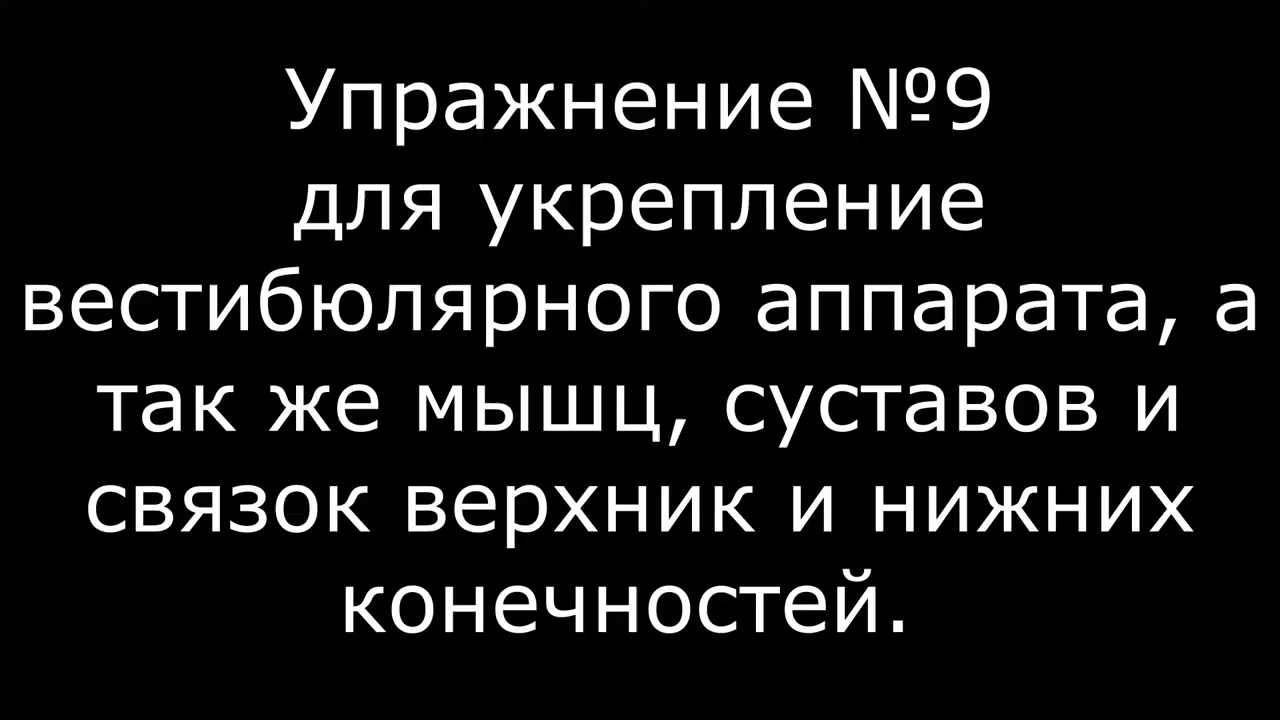 Упражнение №9
для укрепление
вестибюлярного аппарата, а
так же мышц, суставов и
связок верхник и нижних
конечностей.